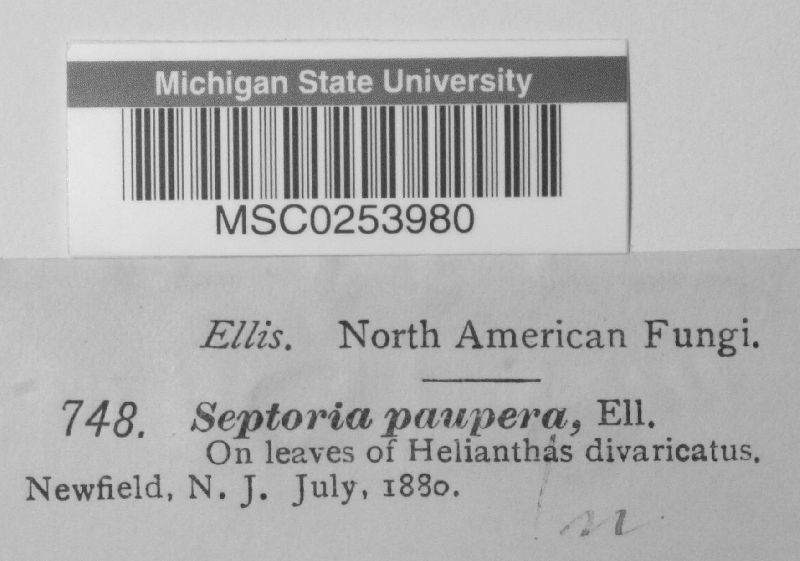 Michigan State University
MSC0253980
Ellis. North American Fungi.
748. Septoria paupera, Ell.
On leaves of Helianthas divaricatus.
Newfield, N. J. July, 1880.
n